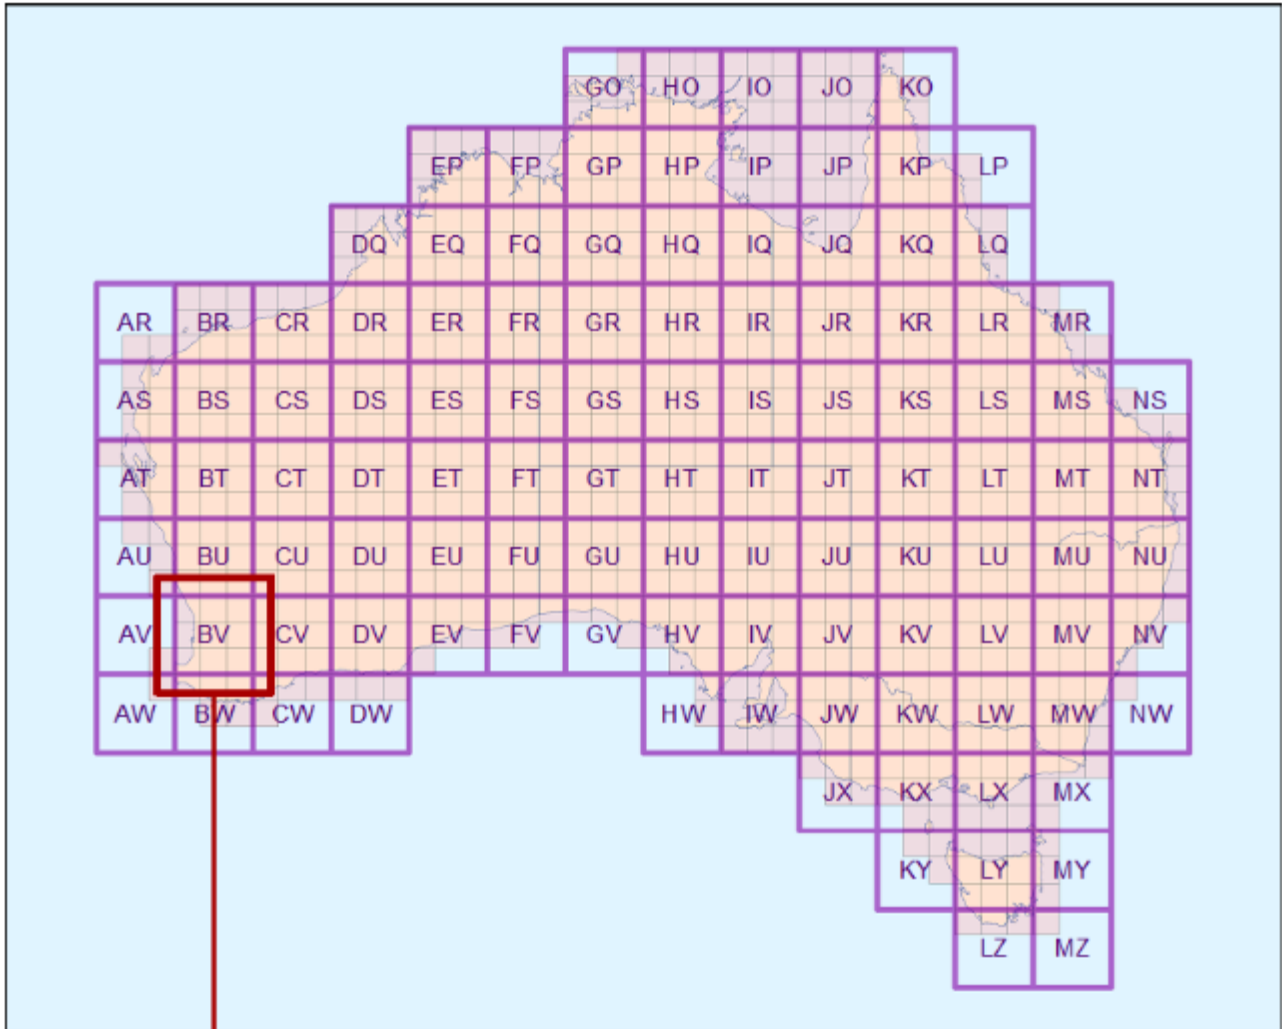 GO HO IO JO KO
EP FP GP HP IP JP KP LP
DQ EQ FQ GQ HQ IQ JQ KQ LQ
AR BR CR DR ER FR GR HR IR JR KR LR MR
AS BS CS DS ES FS GS HS IS JS KS LS MS NS
AT BT CT DT ET FT GT HT IT JT KT LT MT NT
AU BU CU DU EU FU GU HU IU JU KU LU MU NU
AV BV CV DV EV FV GV HV IV JV KV LV MV NV
AW BW CW DW HW IW JW KW LW MW NW
JX KX LX MX
KY LY MY
LZ MZ